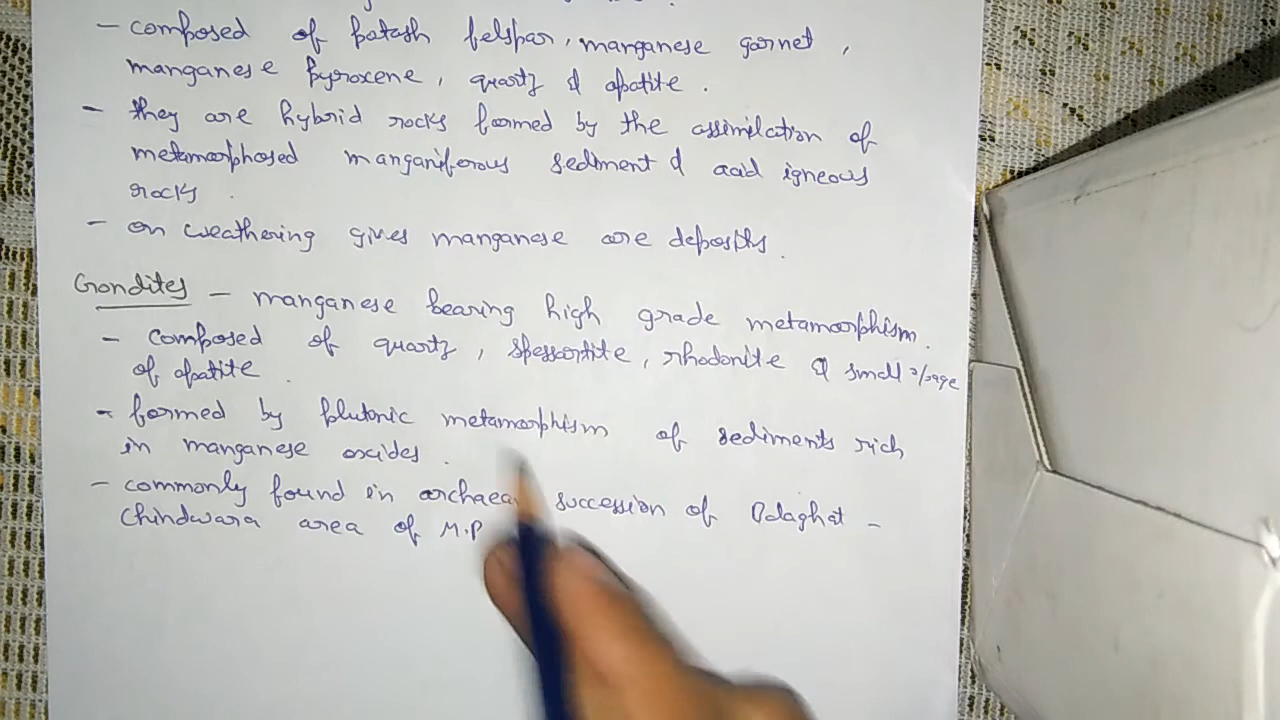 - composed of potash felspar, manganese garnet,
manganese pyroxene, quartz & apatite.
- they are hybrid rocks formed by the assimilation of
metamorphosed manganiferous sediment & acid igneous
rocks.
- on weathering gives manganese ore deposits.
Gondites - manganese bearing high grade metamorphism.
- composed of quartz, spessartite, rhodonite & small %age
of apatite.
- formed by plutonic metamorphism of sediments rich
in manganese oxides.
- commonly found in archaean succession of Balaghat -
Chindwara area of M.P